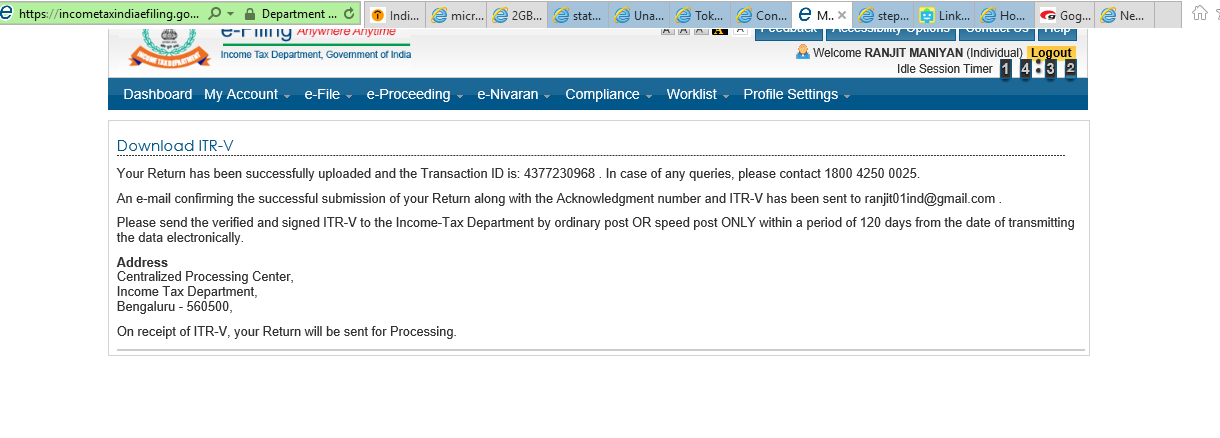 https://incometaxindiaefiling.go... Department ... Indi... micr... 2GB... stat... Una... Tok... Con... M.. step... Link... Ho... Gog... Ne...
e-Filing Anywhere Anytime
Income Tax Department, Government of India
A A A A A Feedback Accessibility Options Contact Us Help
Welcome RANJIT MANIYAN (Individual) Logout
Idle Session Timer 1 4 : 3 2
Dashboard My Account e-File e-Proceeding e-Nivaran Compliance Worklist Profile Settings
Download ITR-V
Your Return has been successfully uploaded and the Transaction ID is: 4377230968 . In case of any queries, please contact 1800 4250 0025.
An e-mail confirming the successful submission of your Return along with the Acknowledgment number and ITR-V has been sent to ranjit01ind@gmail.com .
Please send the verified and signed ITR-V to the Income-Tax Department by ordinary post OR speed post ONLY within a period of 120 days from the date of transmitting
the data electronically.
Address
Centralized Processing Center,
Income Tax Department,
Bengaluru - 560500,
On receipt of ITR-V, your Return will be sent for Processing.